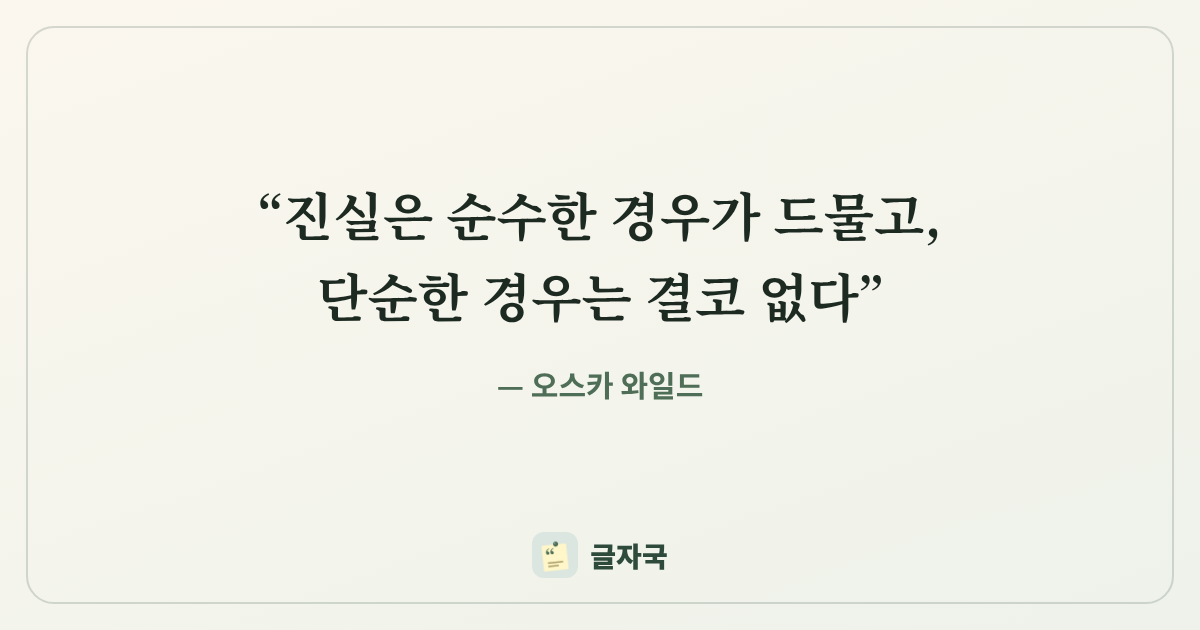 “진실은 순수한 경우가 드물고,
단순한 경우는 결코 없다”
— 오스카 와일드
글자국